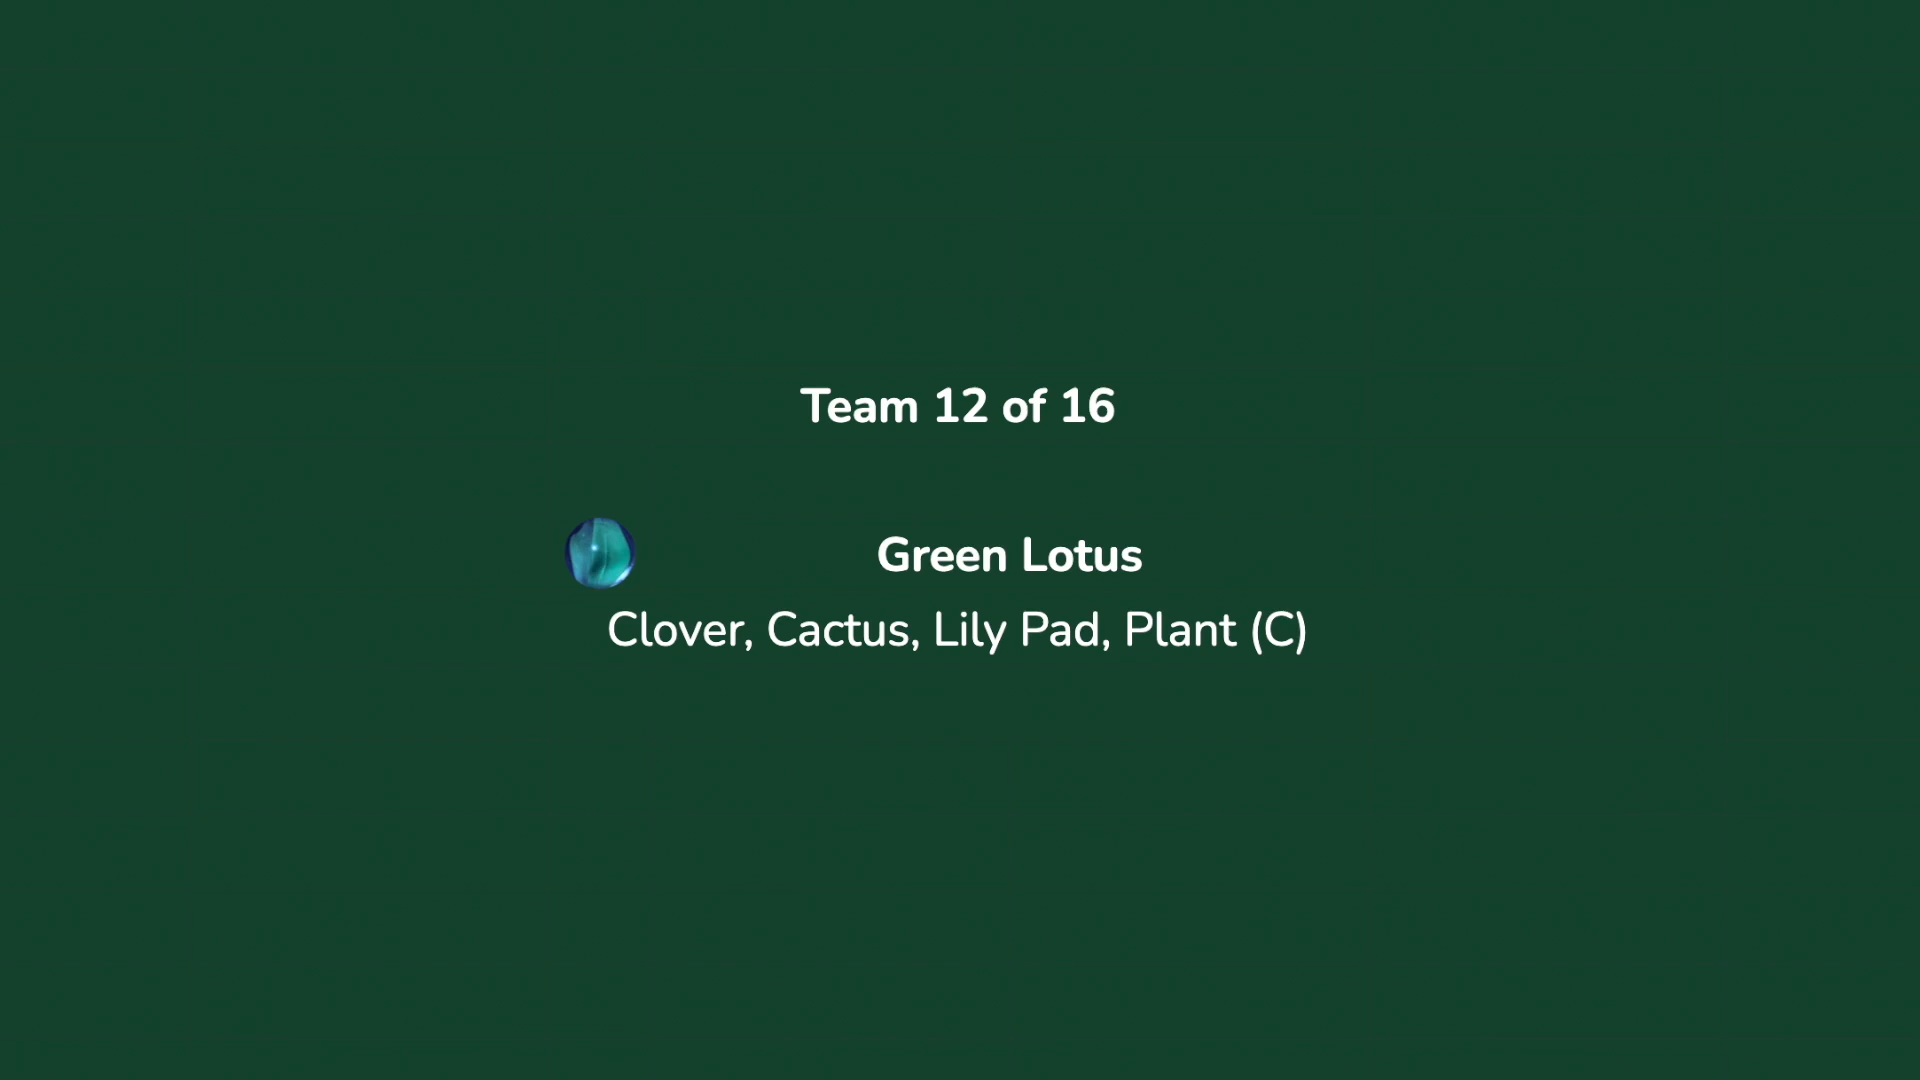 Team 12 of 16
Green Lotus
Clover, Cactus, Lily Pad, Plant (C)